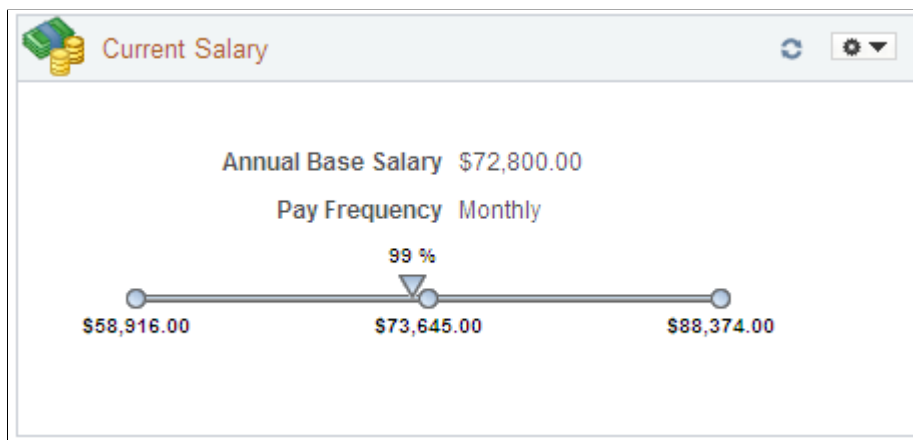 Current Salary
Annual Base Salary $72,800.00
Pay Frequency Monthly
99 %
$58,916.00 $73,645.00 $88,374.00